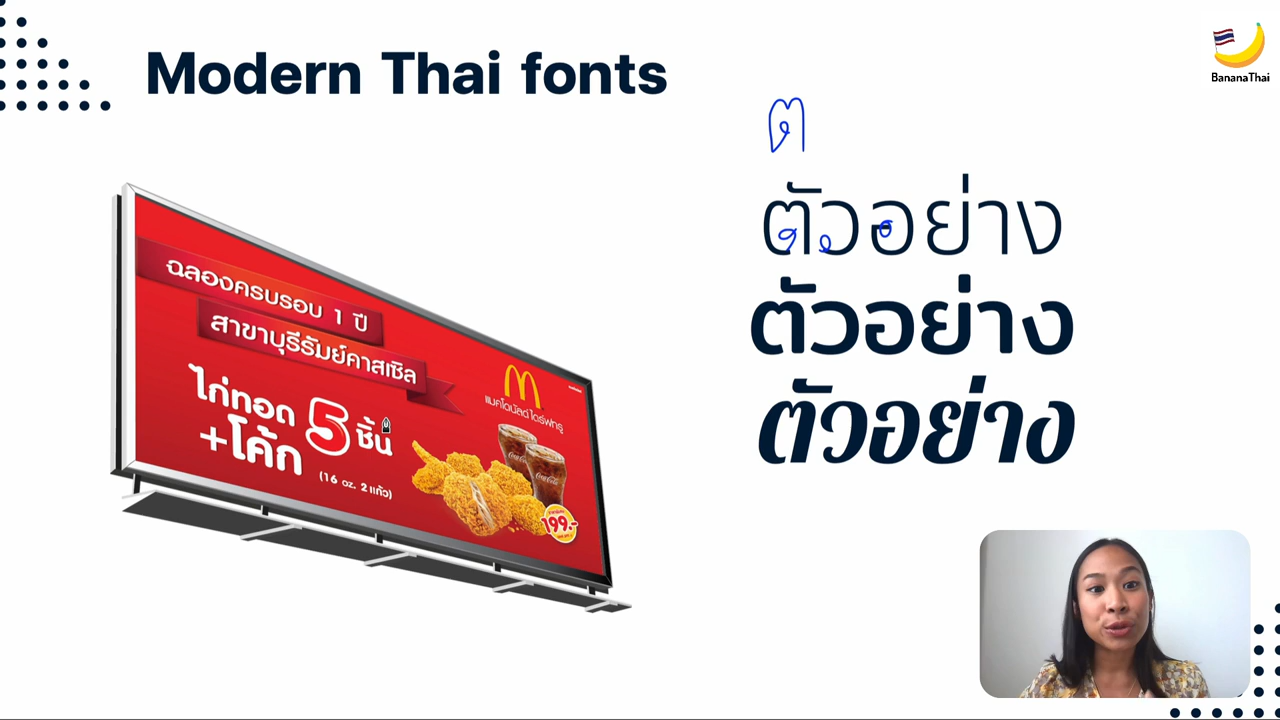 Modern Thai fonts
BananaThai
ต
ตัวอย่าง
ตัวอย่าง
ตัวอย่าง
ฉลองครบรอบ 1 ปี
สาขาบุรีรัมย์คาสเซิล
ไก่ทอด 5 ชิ้น
+โค้ก
(16 oz. 2 แก้ว)
แมคโดนัลด์ ไดร์ฟทรู
199.-